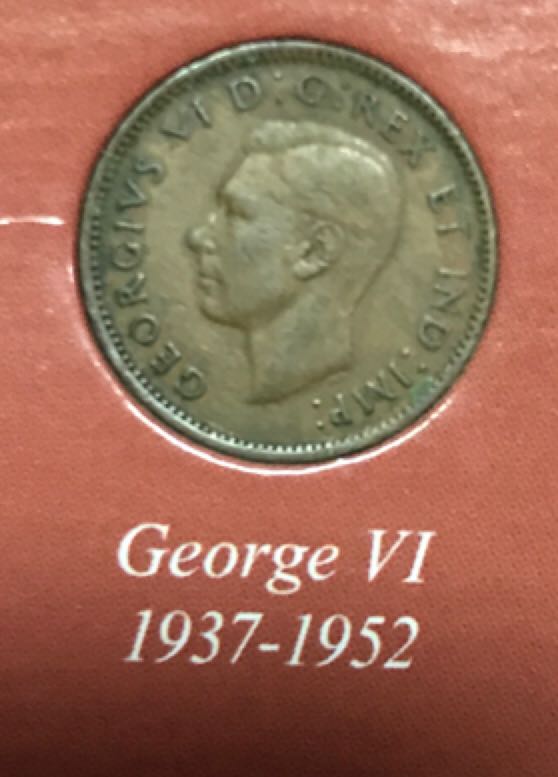 GEORGIVS VI D:G:REX ET IND:IMP:
George VI
1937-1952